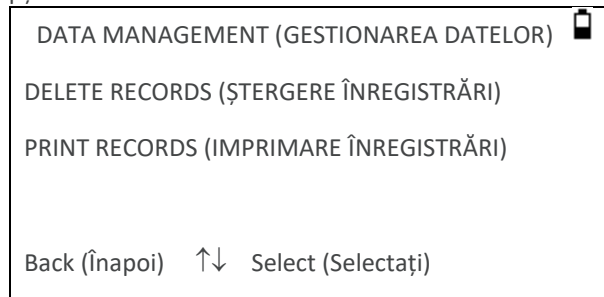 DATA MANAGEMENT (GESTIONAREA DATELOR)
DELETE RECORDS (ȘTERGERE ÎNREGISTRĂRI)
PRINT RECORDS (IMPRIMARE ÎNREGISTRĂRI)
Back (Înapoi) ↑↓ Select (Selectați)